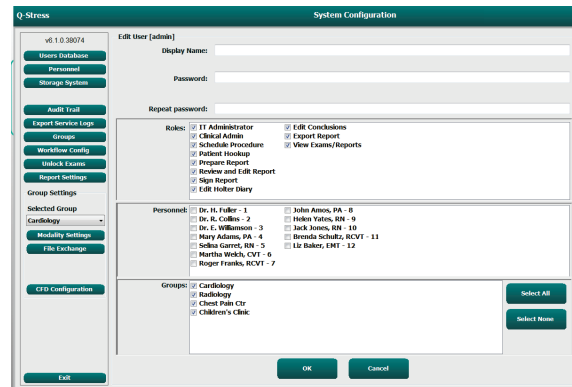 Q-Stress
System Configuration
v6.1.0.38074
Users Database
Personnel
Storage System
Audit Trail
Export Service Logs
Groups
Workflow Config
Unlock Exams
Report Settings
Group Settings
Selected Group
Cardiology
Modality Settings
File Exchange
CFD Configuration
Exit
Edit User [admin]
Display Name:
Password:
Repeat password:
Roles:
IT Administrator
Clinical Admin
Schedule Procedure
Patient Hookup
Prepare Report
Review and Edit Report
Sign Report
Edit Holter Diary
Edit Conclusions
Export Report
View Exams/Reports
Personnel:
Dr. H. Fuller - 1
Dr. R. Collins - 2
Dr. E. Williamson - 3
Mary Adams, PA - 4
Selina Garret, RN - 5
Martha Welch, CVT - 6
Roger Franks, RCVT - 7
John Amos, PA - 8
Helen Yates, RN - 9
Jack Jones, RN - 10
Brenda Schultz, RCVT - 11
Liz Baker, EMT - 12
Groups:
Cardiology
Radiology
Chest Pain Ctr
Children's Clinic
Select All
Select None
OK
Cancel